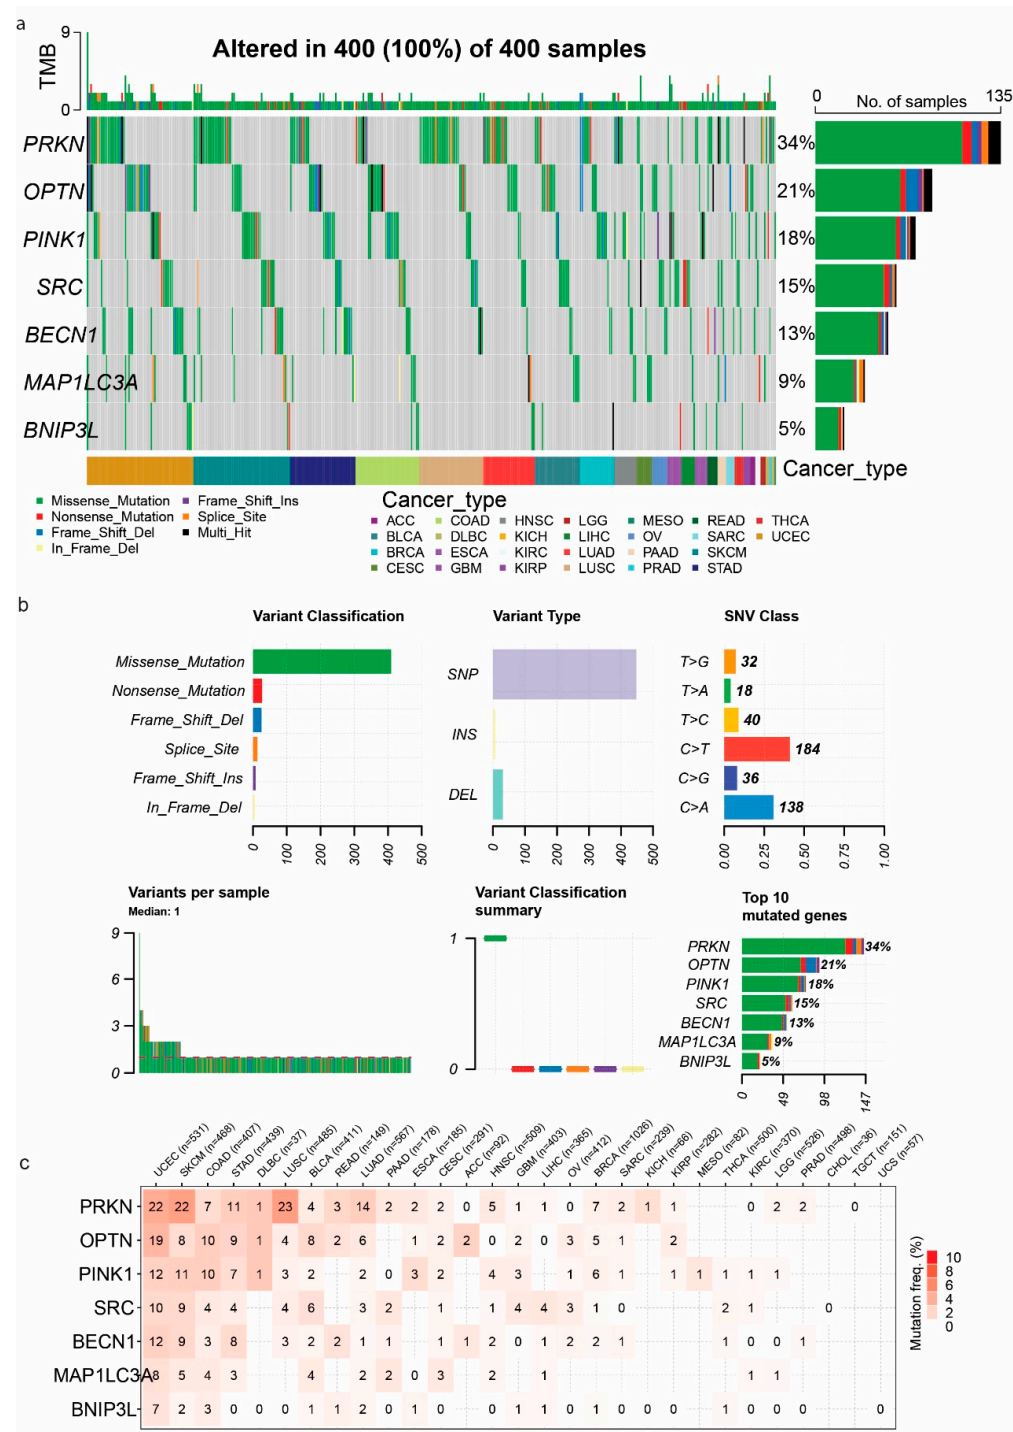 a
Altered in 400 (100%) of 400 samples
TMB
9
0
0 No. of samples 135
PRKN 34%
OPTN 21%
PINK1 18%
SRC 15%
BECN1 13%
MAP1LC3A 9%
BNIP3L 5%
Cancer_type
Missense_Mutation Frame_Shift_Ins
Nonsense_Mutation Splice_Site
Frame_Shift_Del Multi_Hit
In_Frame_Del
Cancer_type
ACC COAD HNSC LGG MESO READ THCA
BLCA DLBC KICH LIHC OV SARC UCEC
BRCA ESCA KIRC LUAD PAAD SKCM
CESC GBM KIRP LUSC PRAD STAD
b
Variant Classification
Missense_Mutation
Nonsense_Mutation
Frame_Shift_Del
Splice_Site
Frame_Shift_Ins
In_Frame_Del
0 100 200 300 400 500
Variant Type
SNP
INS
DEL
0 100 200 300 400 500
SNV Class
T>G 32
T>A 18
T>C 40
C>T 184
C>G 36
C>A 138
0.00 0.25 0.50 0.75 1.00
Variants per sample
Median: 1
9
6
3
0
Variant Classification
summary
1
0
Top 10
mutated genes
PRKN 34%
OPTN 21%
PINK1 18%
SRC 15%
BECN1 13%
MAP1LC3A 9%
BNIP3L 5%
0 49 98 147
c
UCEC (n=531) SKCM (n=468) COAD (n=407) STAD (n=439) DLBC (n=37) LUSC (n=485) BLCA (n=411) READ (n=149) LUAD (n=567) PAAD (n=178) ESCA (n=185) CESC (n=291) ACC (n=92) HNSC (n=509) GBM (n=403) LIHC (n=365) OV (n=412) BRCA (n=1026) SARC (n=239) KICH (n=66) KIRP (n=282) MESO (n=82) THCA (n=500) KIRC (n=370) LGG (n=526) PRAD (n=498) CHOL (n=36) TGCT (n=151) UCS (n=57)
PRKN 22 22 7 11 1 23 4 3 14 2 2 2 0 5 1 1 0 7 2 1 1 0 2 2 0
OPTN 19 8 10 9 1 4 8 2 6 1 2 2 0 2 0 3 5 1 2
PINK1 12 11 10 7 1 3 2 2 0 3 2 4 3 1 6 1 1 1 1 1 1
SRC 10 9 4 4 4 6 3 2 1 1 4 4 3 1 0 2 1 0
BECN1 12 9 3 8 3 2 2 1 1 1 1 2 0 1 2 2 1 1 0 0 1
MAP1LC3A 8 5 4 3 4 2 2 0 3 2 1 1 1
BNIP3L 7 2 3 0 0 0 1 1 2 0 1 0 0 1 1 0 1 0 0 0 1 0 0 0 0
Mutation freq. (%)
10
8
6
4
2
0